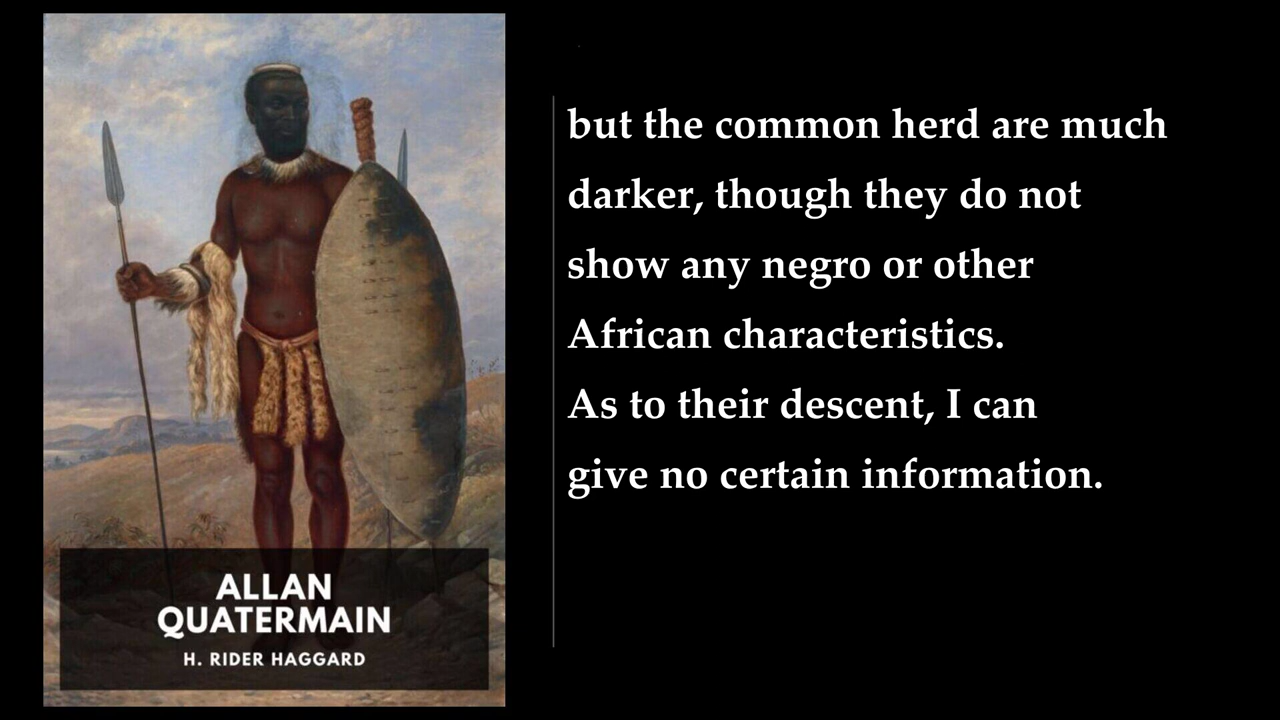 ALLAN
QUATERMAIN
H. RIDER HAGGARD
but the common herd are much
darker, though they do not
show any negro or other
African characteristics.
As to their descent, I can
give no certain information.